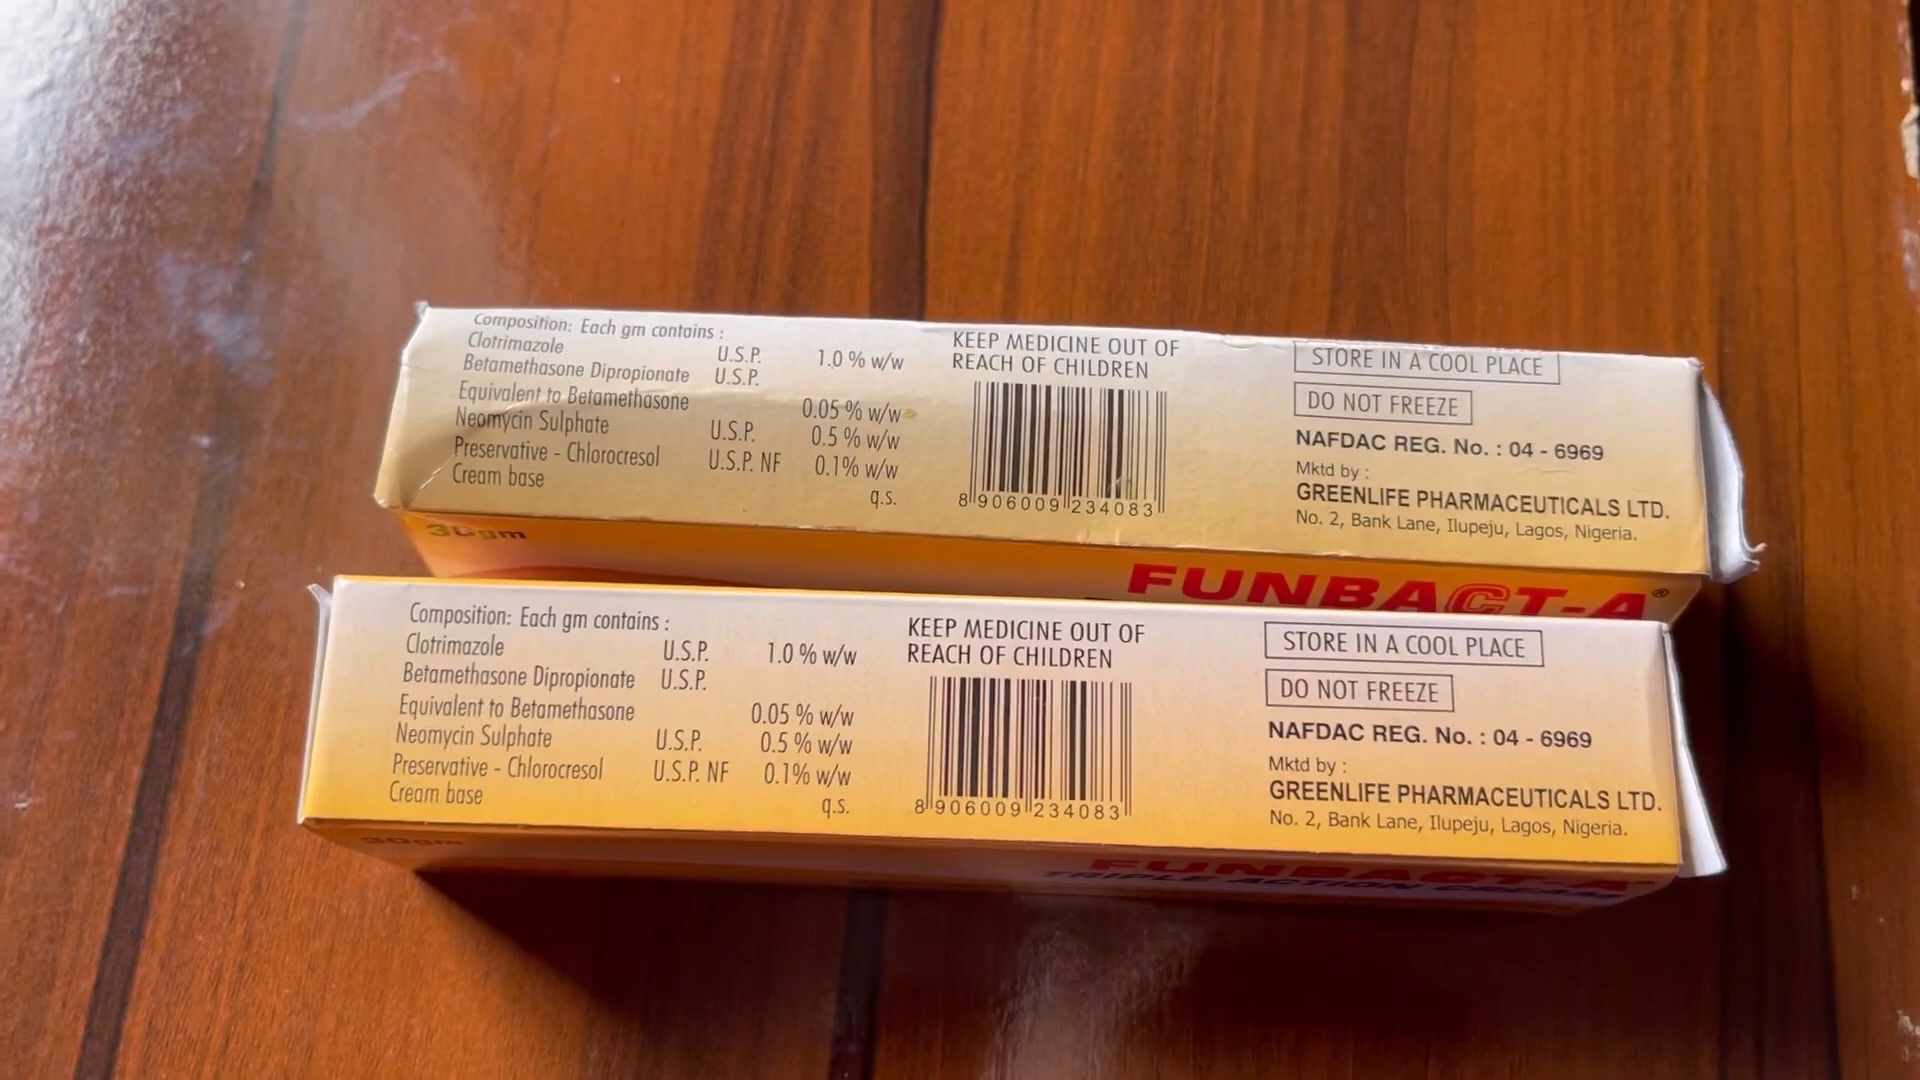 Composition: Each gm contains :
Clotrimazole U.S.P. 1.0 % w/w
Betamethasone Dipropionate U.S.P.
Equivalent to Betamethasone 0.05 % w/w
Neomycin Sulphate U.S.P. 0.5 % w/w
Preservative - Chlorocresol U.S.P. NF 0.1% w/w
Cream base q.s.
KEEP MEDICINE OUT OF
REACH OF CHILDREN
8 906009 234083
STORE IN A COOL PLACE
DO NOT FREEZE
NAFDAC REG. No. : 04 - 6969
Mktd by :
GREENLIFE PHARMACEUTICALS LTD.
No. 2, Bank Lane, Ilupeju, Lagos, Nigeria.
30gm
FUNBACT-A®
Composition: Each gm contains :
Clotrimazole U.S.P. 1.0 % w/w
Betamethasone Dipropionate U.S.P.
Equivalent to Betamethasone 0.05 % w/w
Neomycin Sulphate U.S.P. 0.5 % w/w
Preservative - Chlorocresol U.S.P. NF 0.1% w/w
Cream base q.s.
KEEP MEDICINE OUT OF
REACH OF CHILDREN
8 906009 234083
STORE IN A COOL PLACE
DO NOT FREEZE
NAFDAC REG. No. : 04 - 6969
Mktd by :
GREENLIFE PHARMACEUTICALS LTD.
No. 2, Bank Lane, Ilupeju, Lagos, Nigeria.
30gm
FUNBACT-A®
TRIPLE ACTION CREAM